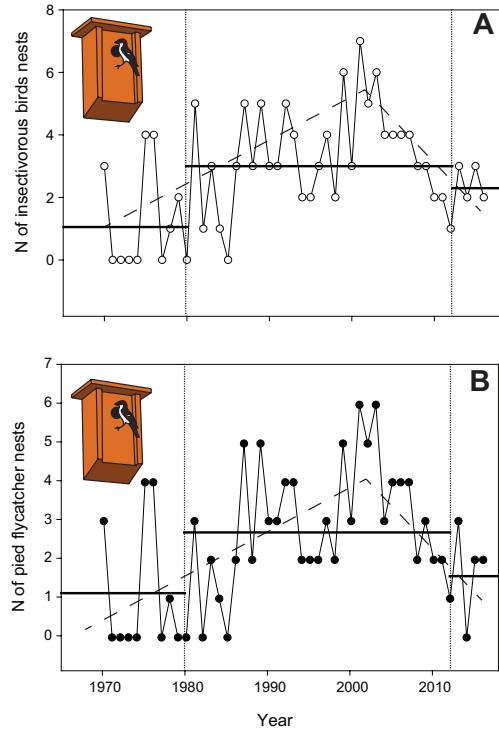 A
N of insectivorous birds nests
8
6
4
2
0
B
N of pied flycatcher nests
7
6
5
4
3
2
1
0
1970 1980 1990 2000 2010
Year